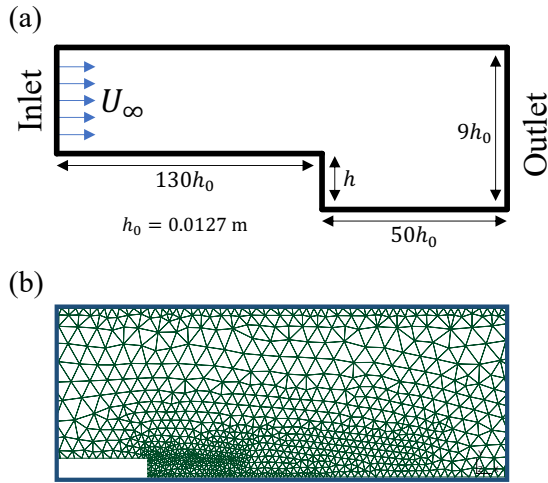 (a)
Inlet
U∞
130h₀
h
9h₀
Outlet
h₀ = 0.0127 m
50h₀
(b)